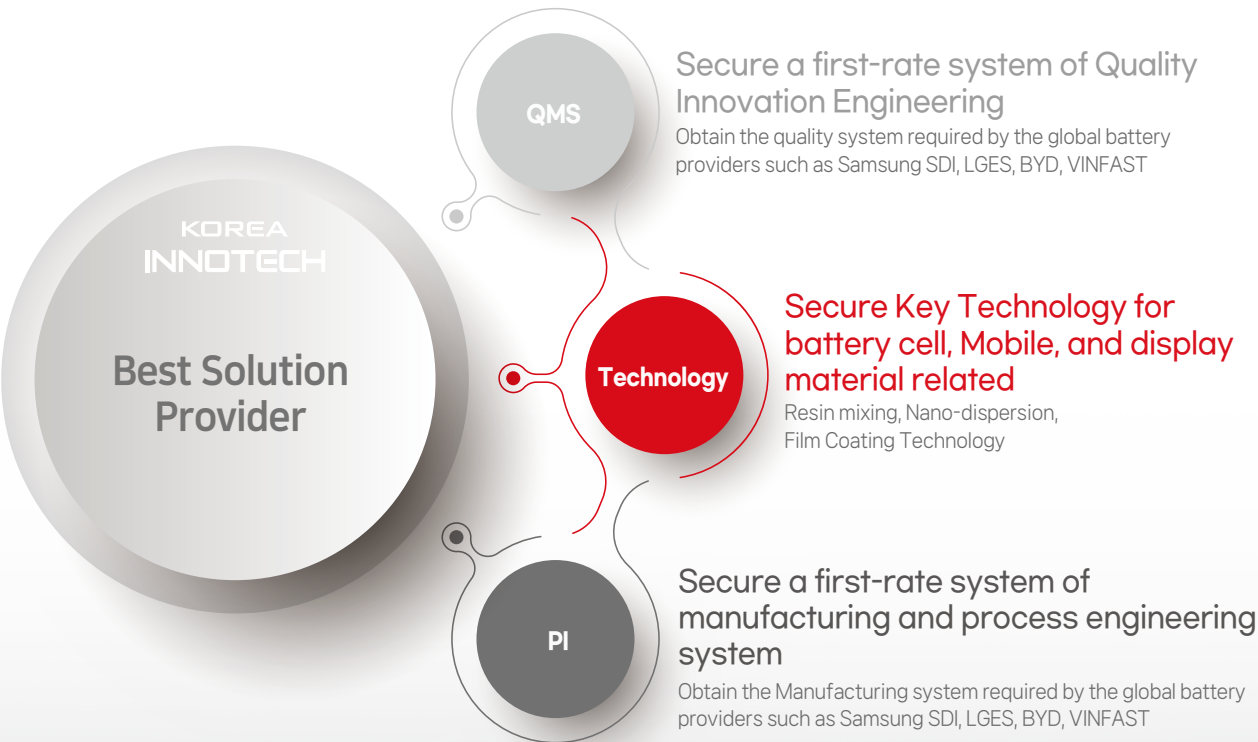 KOREA
INNOTECH
Best Solution
Provider
QMS
Secure a first-rate system of Quality
Innovation Engineering
Obtain the quality system required by the global battery
providers such as Samsung SDI, LGES, BYD, VINFAST
Technology
Secure Key Technology for
battery cell, Mobile, and display
material related
Resin mixing, Nano-dispersion,
Film Coating Technology
PI
Secure a first-rate system of
manufacturing and process engineering
system
Obtain the Manufacturing system required by the global battery
providers such as Samsung SDI, LGES, BYD, VINFAST